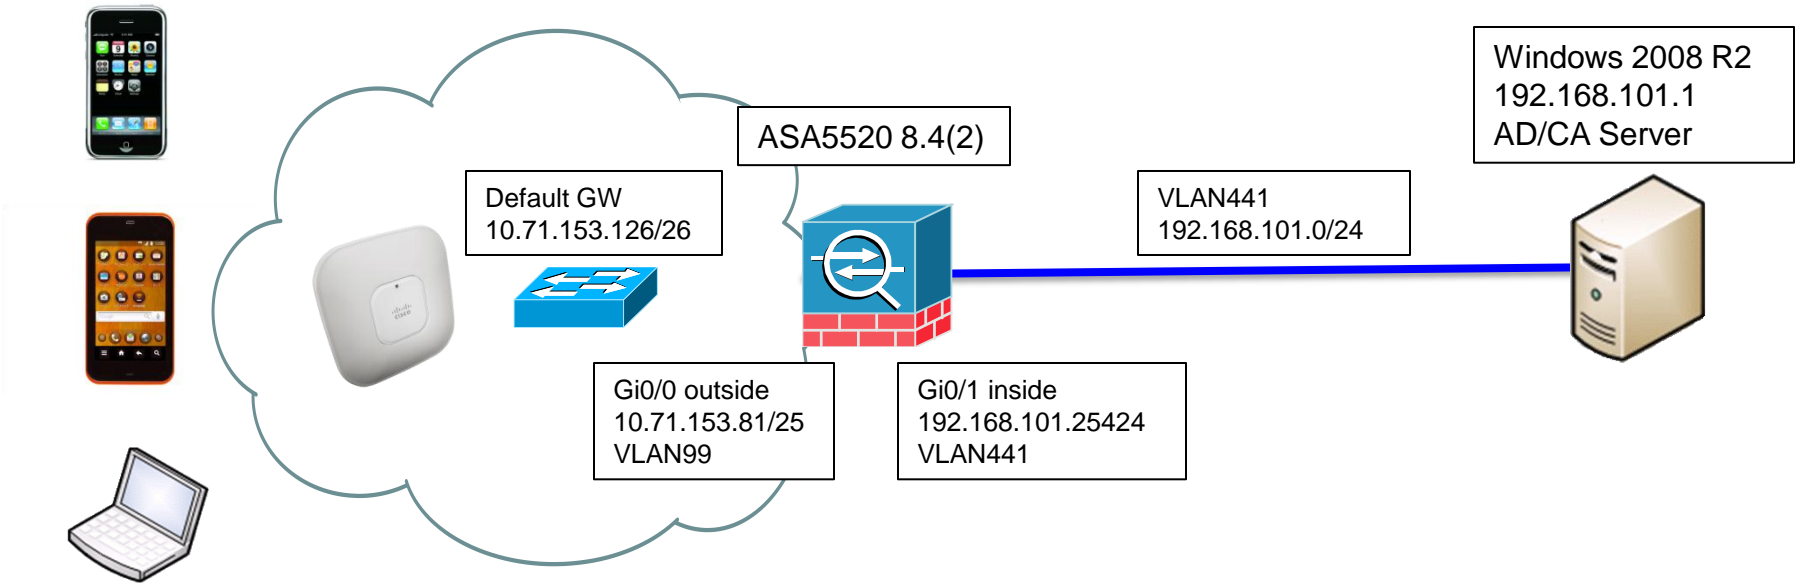 Windows 2008 R2
192.168.101.1
AD/CA Server
ASA5520 8.4(2)
Default GW
10.71.153.126/26
VLAN441
192.168.101.0/24
CISCO
Gi0/0 outside
10.71.153.81/25
VLAN99
Gi0/1 inside
192.168.101.25424
VLAN441